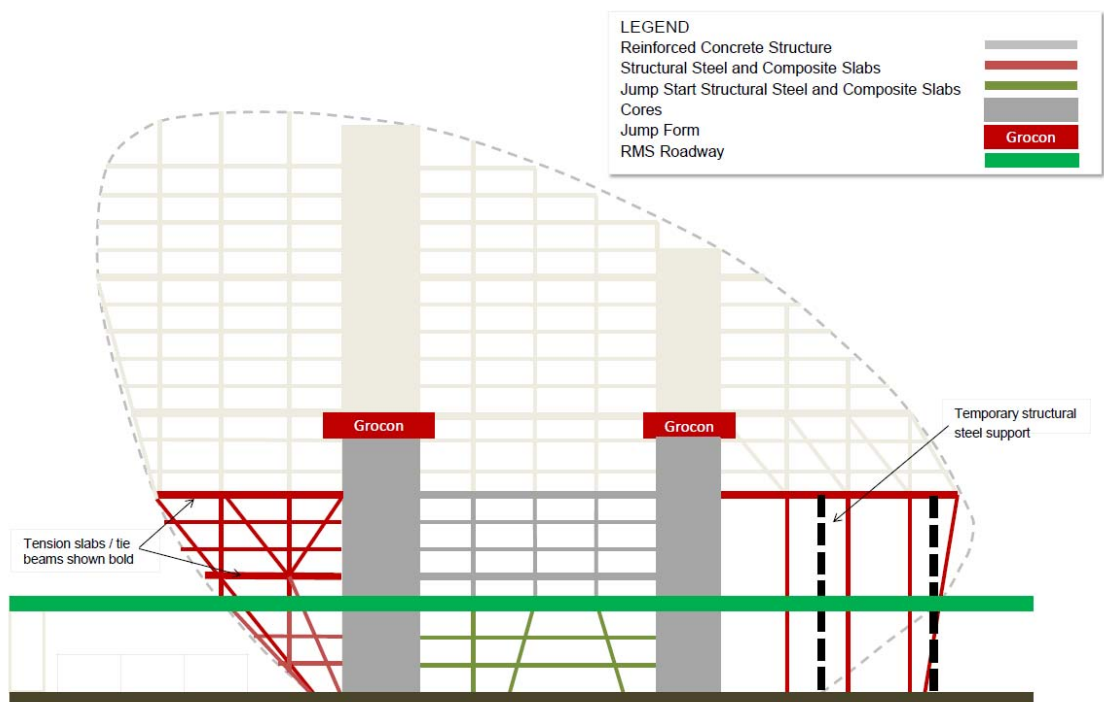 LEGEND
Reinforced Concrete Structure
Structural Steel and Composite Slabs
Jump Start Structural Steel and Composite Slabs
Cores
Jump Form
Grocon
RMS Roadway
Grocon
Grocon
Temporary structural
steel support
Tension slabs / tie
beams shown bold